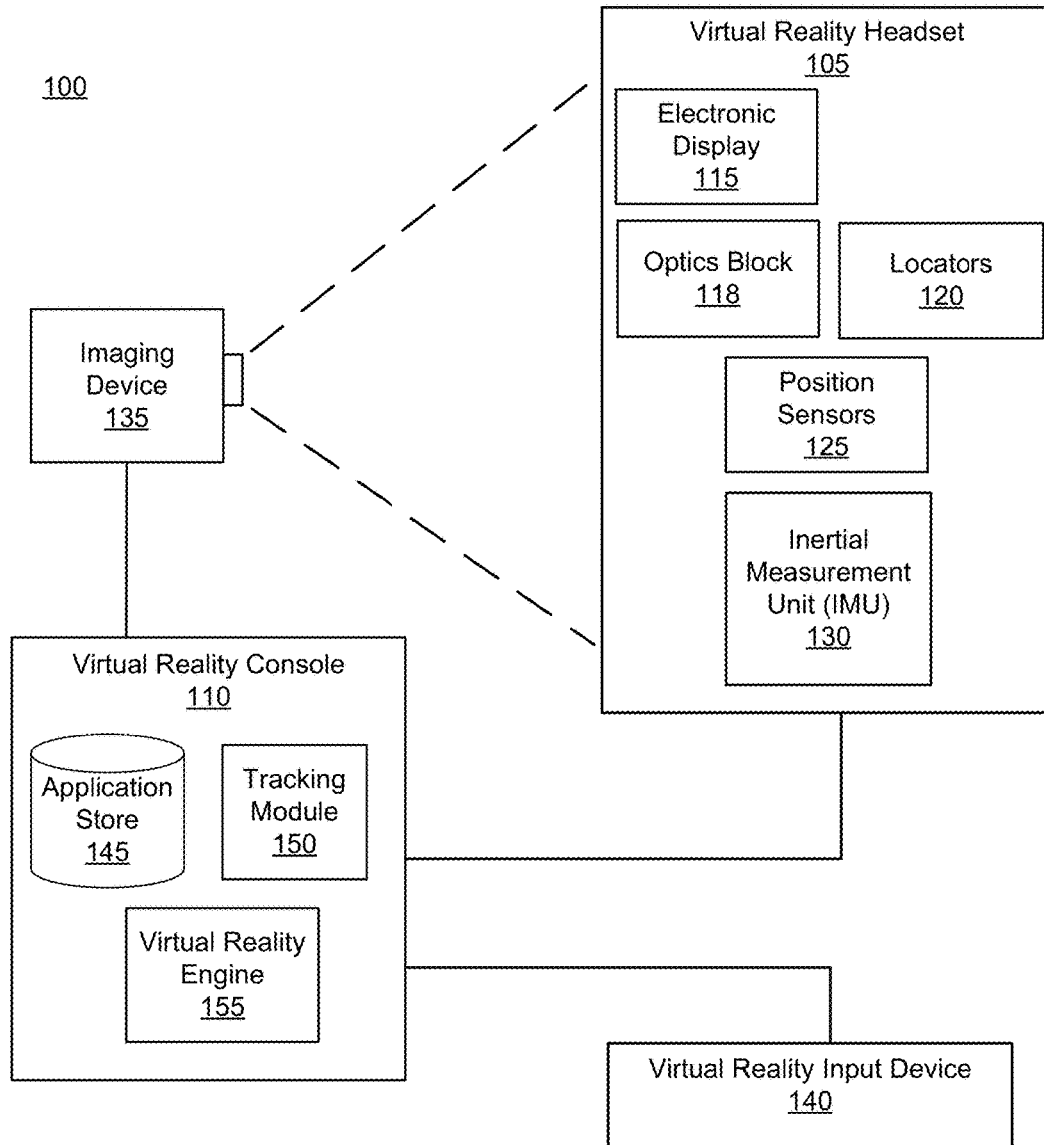 100
Virtual Reality Headset
105
Electronic
Display
115
Optics Block
118
Locators
120
Position
Sensors
125
Inertial
Measurement
Unit (IMU)
130
Imaging
Device
135
Virtual Reality Console
110
Application
Store
145
Tracking
Module
150
Virtual Reality
Engine
155
Virtual Reality Input Device
140